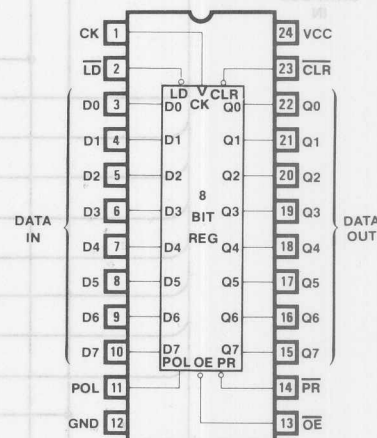 CK 1 24 VCC
LD 2 23 CLR
LD CK CLR
D0 3 D0 Q0 22 Q0
D1 4 D1 Q1 21 Q1
D2 5 D2 Q2 20 Q2
D3 6 D3 8 Q3 19 Q3
DATA IN BIT DATA OUT
D4 7 D4 REG Q4 18 Q4
D5 8 D5 Q5 17 Q5
D6 9 D6 Q6 16 Q6
D7 10 D7 Q7 15 Q7
POL OE PR
POL 11 14 PR
GND 12 13 OE